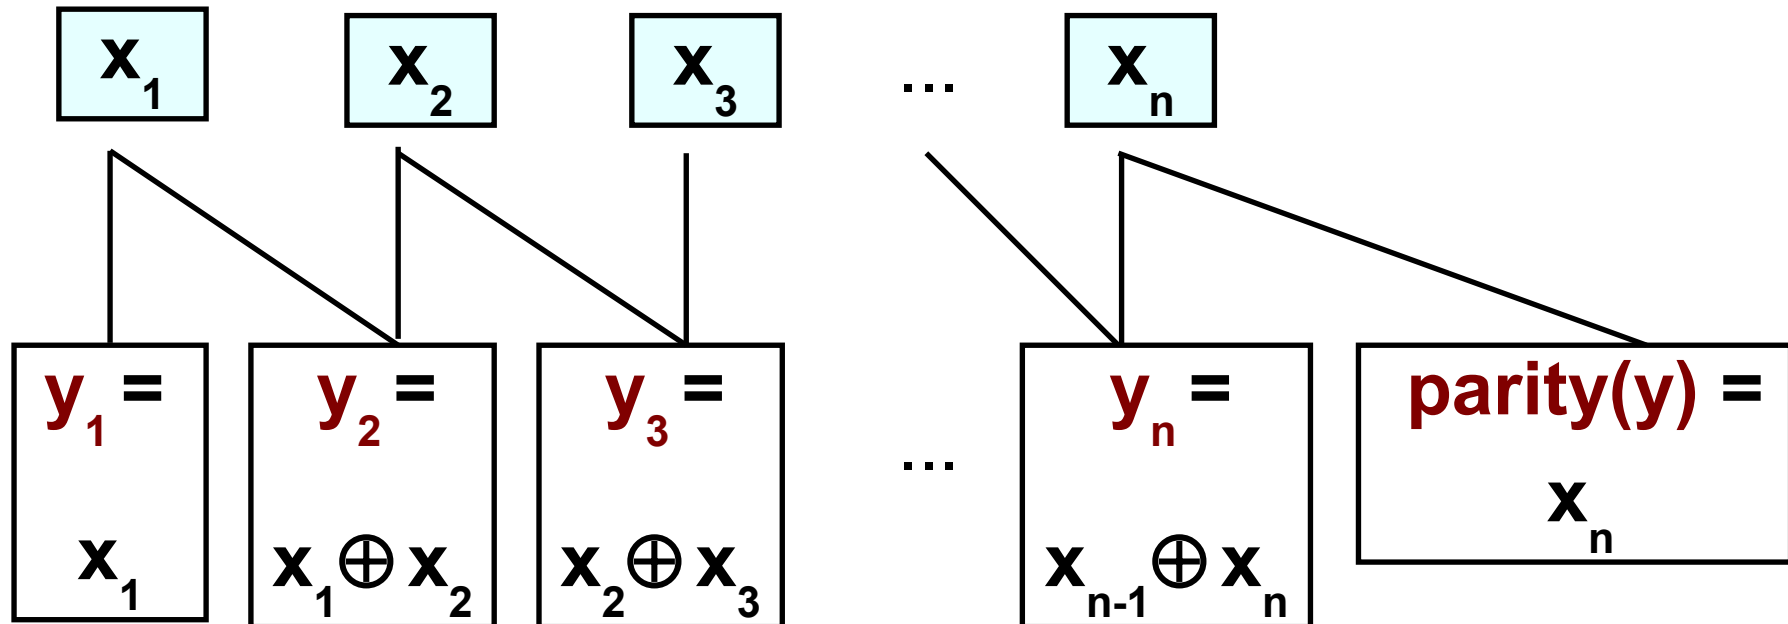 x₁ x₂ x₃ ... xₙ
y₁ = y₂ = y₃ = yₙ = parity(y) =
...
x₁ ⊕ x₂ x₂ ⊕ x₃ xₙ₋₁ ⊕ xₙ xₙ
x₁